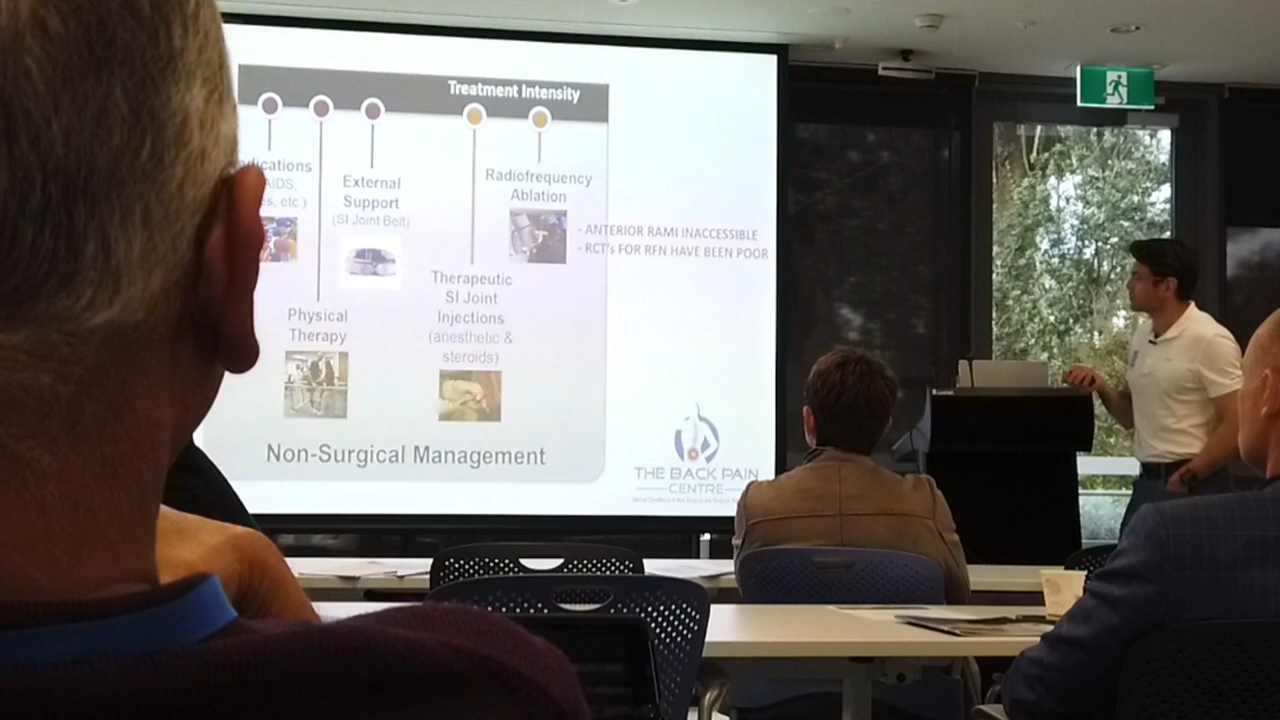 Treatment Intensity
External
Support
(SI Joint Belt)
Radiofrequency
Ablation
- ANTERIOR RAMI INACCESSIBLE
- RCT's FOR RFN HAVE BEEN POOR
Physical
Therapy
Therapeutic
SI Joint
Injections
(anesthetic &
steroids)
Non-Surgical Management
THE BACK PAIN
CENTRE